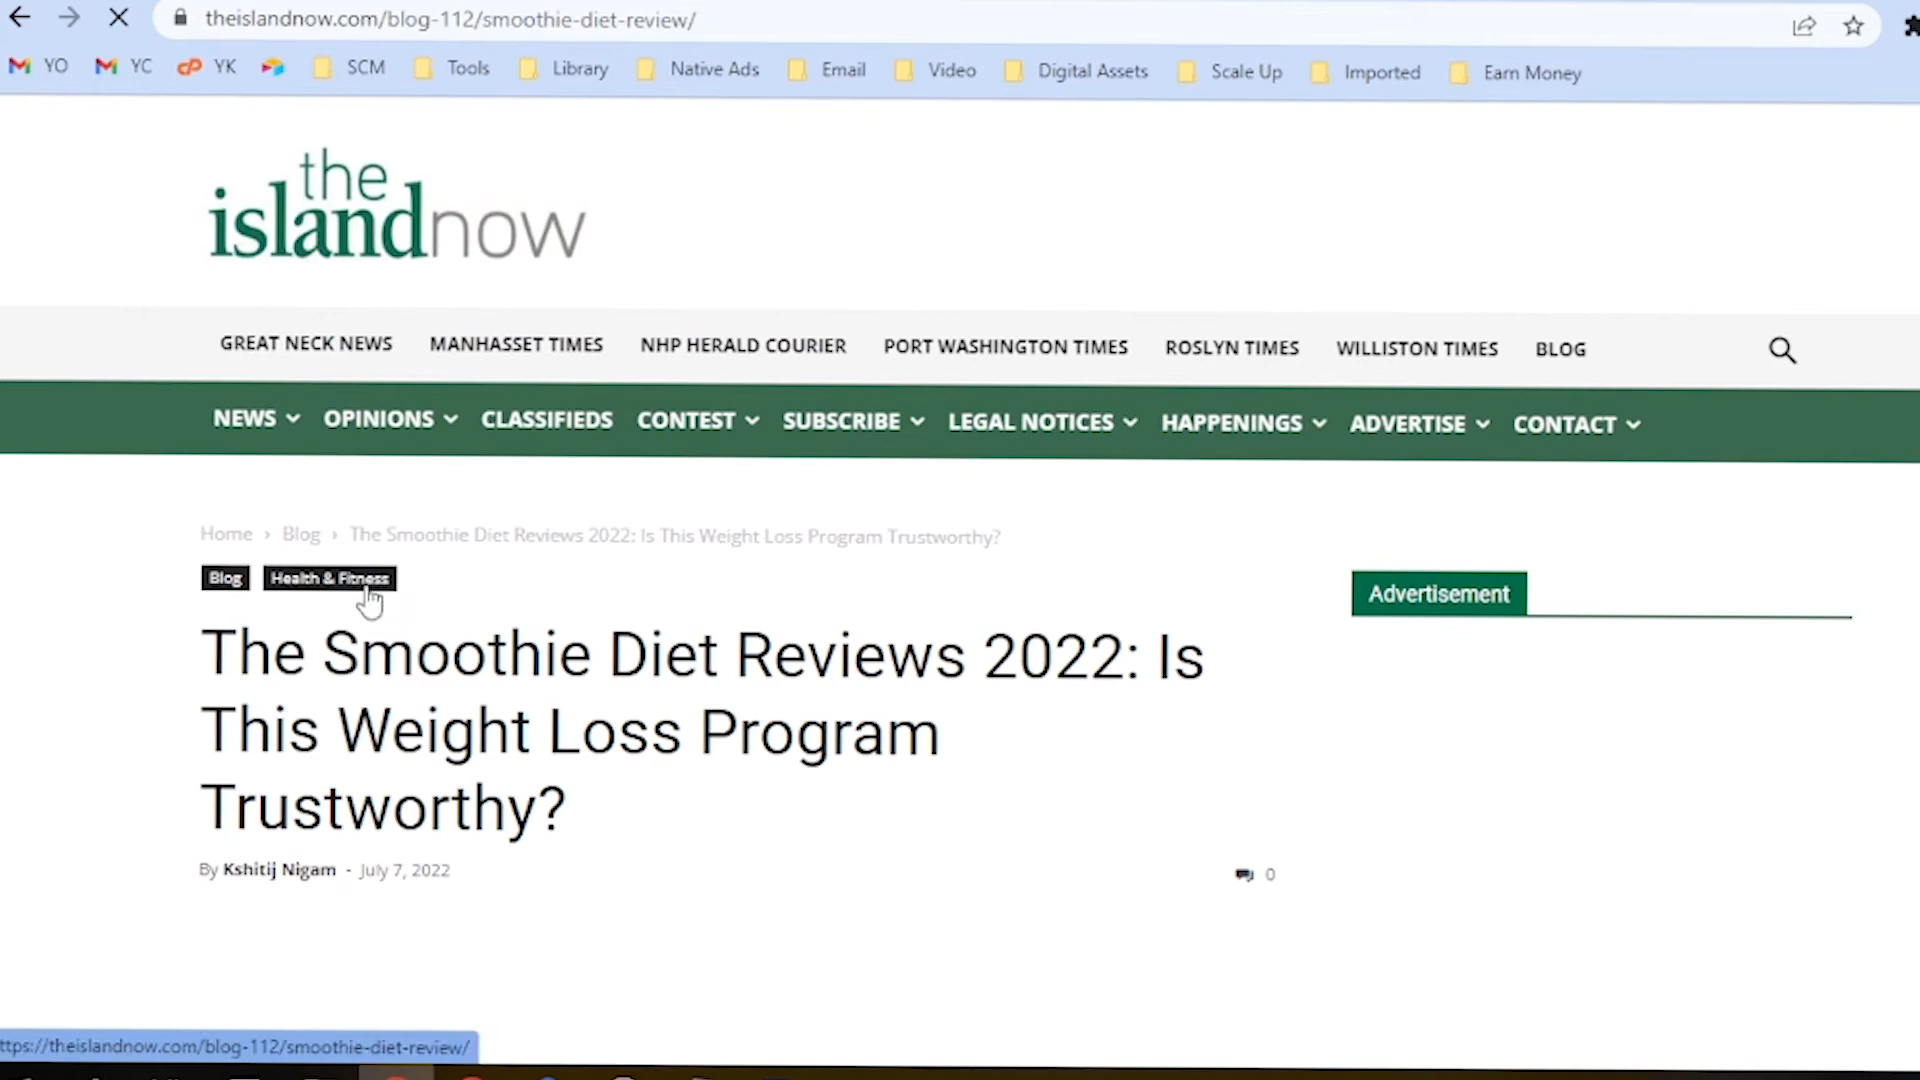 theislandnow.com/blog-112/smoothie-diet-review/
YO YC YK SCM Tools Library Native Ads Email Video Digital Assets Scale Up Imported Earn Money
the
islandnow
GREAT NECK NEWS MANHASSET TIMES NHP HERALD COURIER PORT WASHINGTON TIMES ROSLYN TIMES WILLISTON TIMES BLOG
NEWS OPINIONS CLASSIFIEDS CONTEST SUBSCRIBE LEGAL NOTICES HAPPENINGS ADVERTISE CONTACT
Home › Blog › The Smoothie Diet Reviews 2022: Is This Weight Loss Program Trustworthy?
Blog Health & Fitness
Advertisement
The Smoothie Diet Reviews 2022: Is
This Weight Loss Program
Trustworthy?
By Kshitij Nigam - July 7, 2022
0
ttps://theislandnow.com/blog-112/smoothie-diet-review/